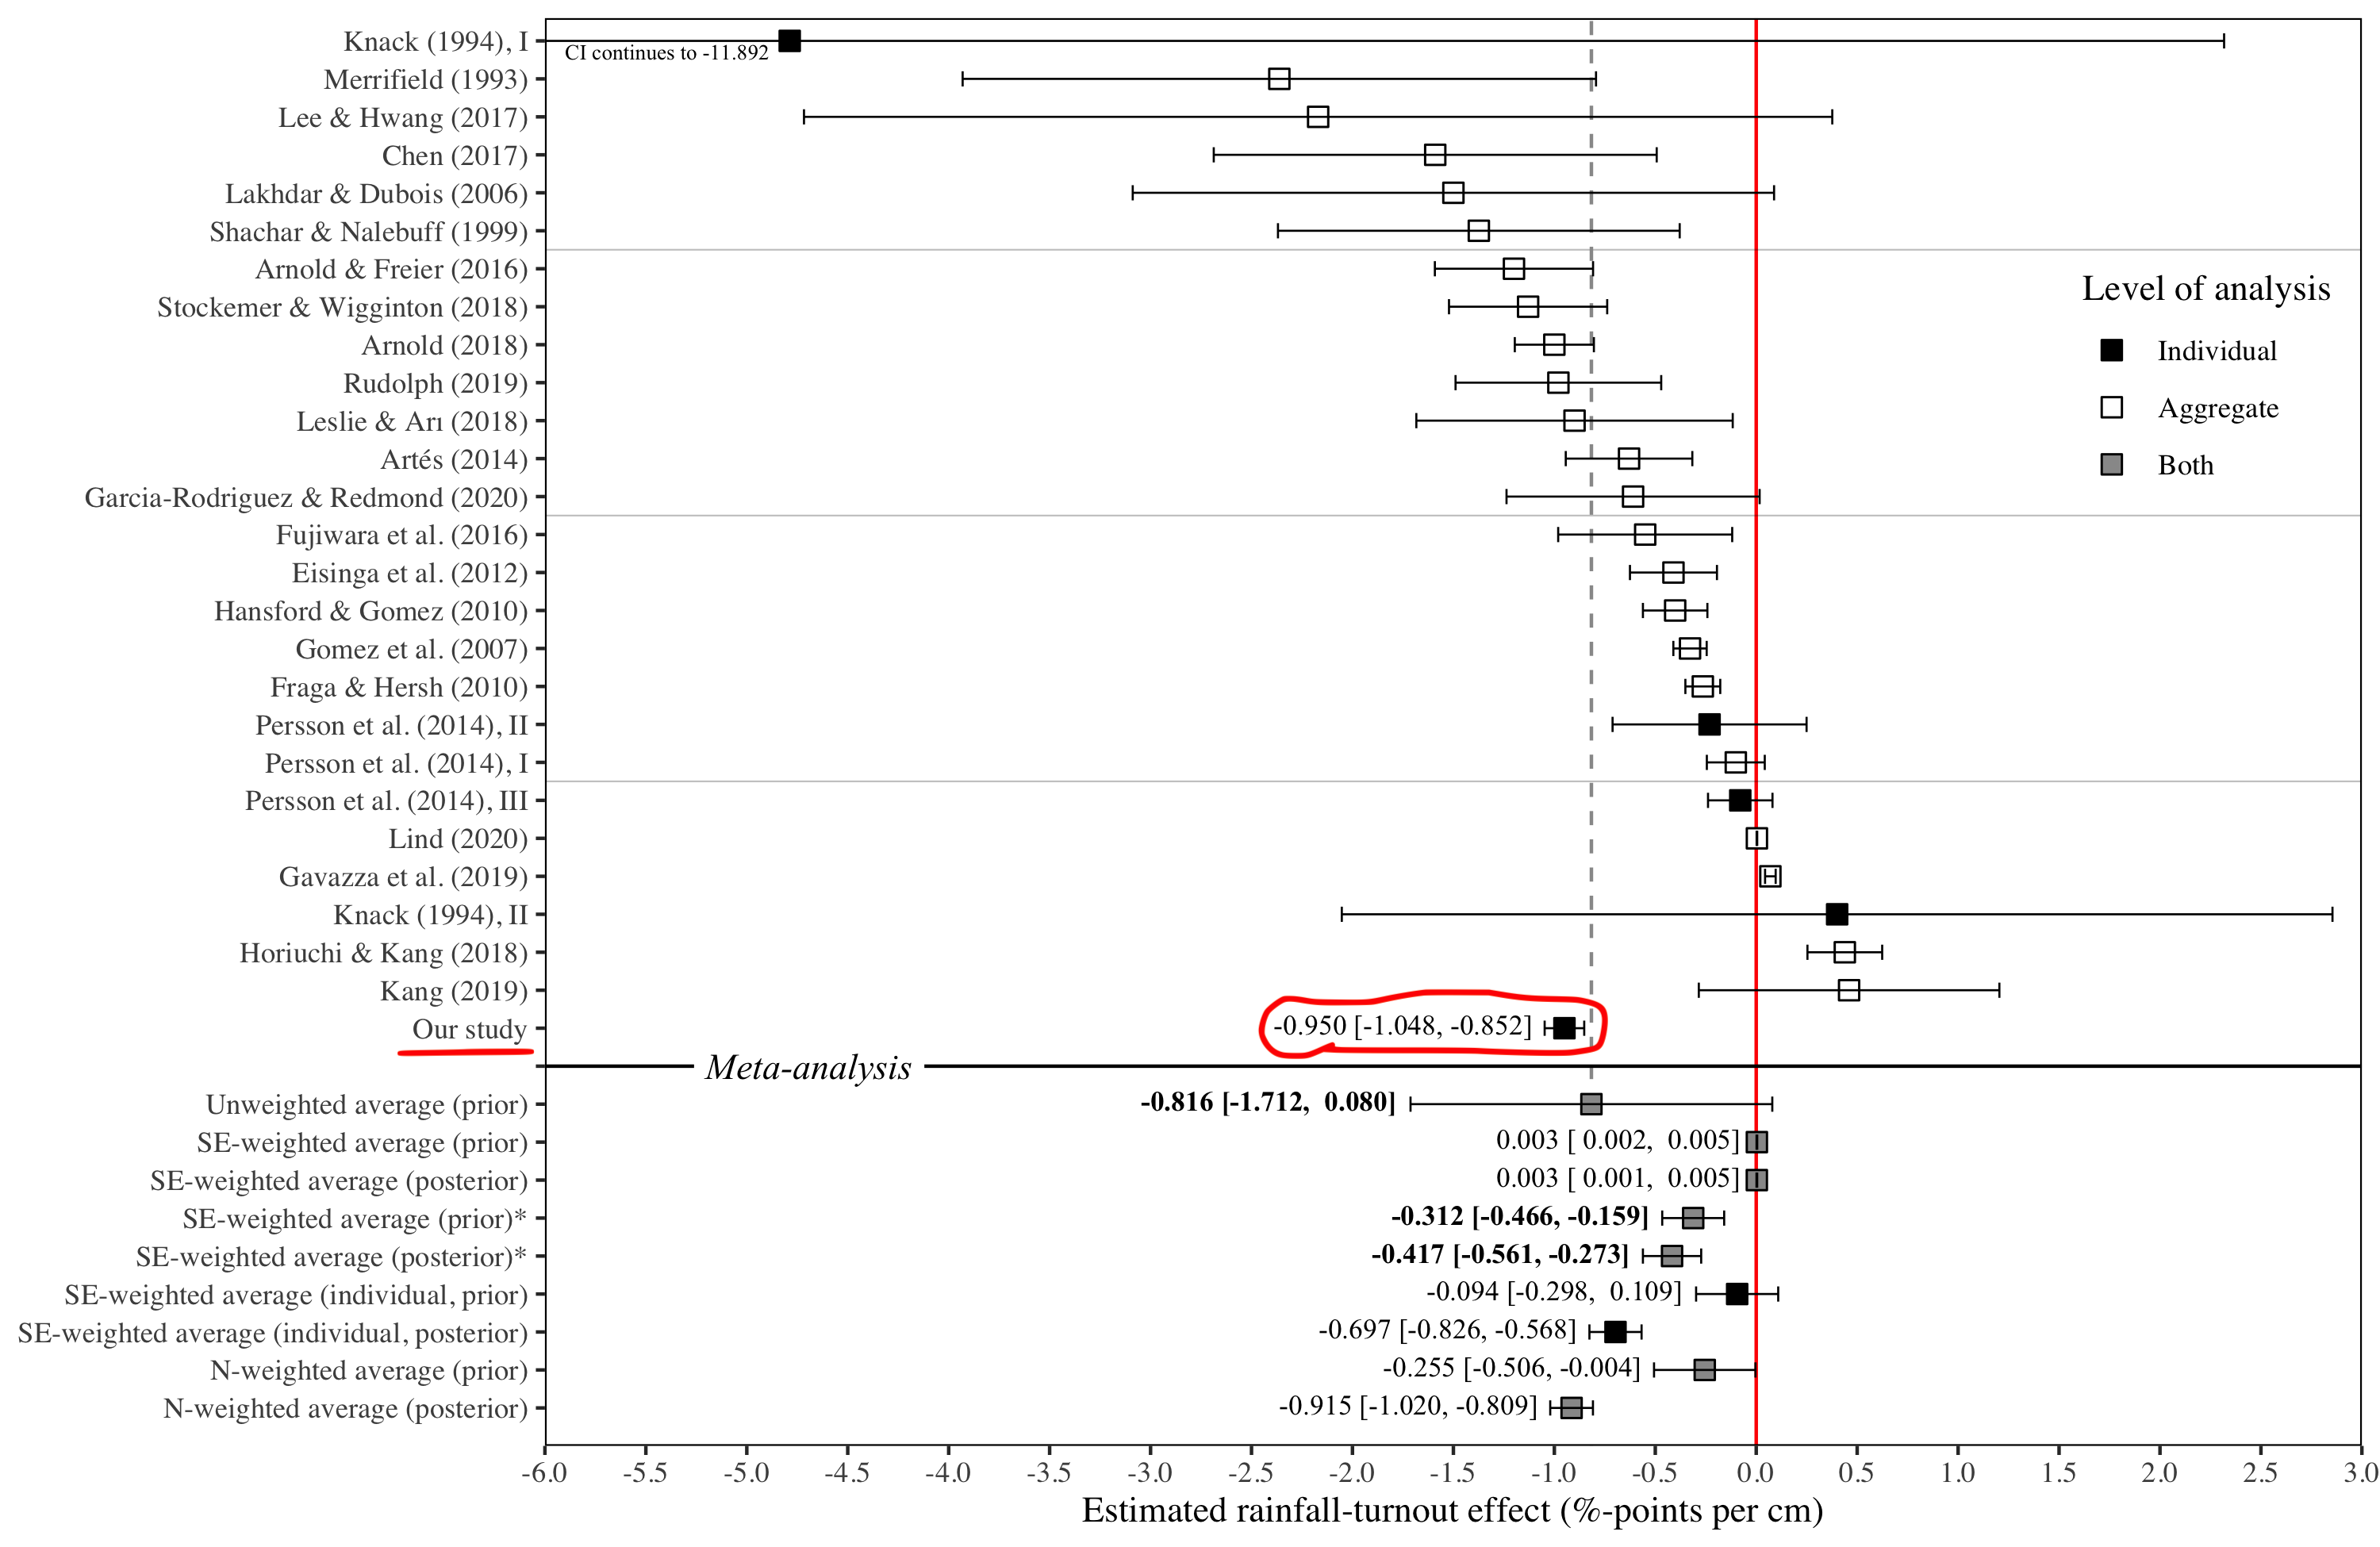 Knack (1994), I
CI continues to -11.892
Merrifield (1993)
Lee & Hwang (2017)
Chen (2017)
Lakhdar & Dubois (2006)
Shachar & Nalebuff (1999)
Arnold & Freier (2016)
Stockemer & Wigginton (2018)
Arnold (2018)
Rudolph (2019)
Leslie & Arı (2018)
Artés (2014)
Garcia-Rodriguez & Redmond (2020)
Fujiwara et al. (2016)
Eisinga et al. (2012)
Hansford & Gomez (2010)
Gomez et al. (2007)
Fraga & Hersh (2010)
Persson et al. (2014), II
Persson et al. (2014), I
Persson et al. (2014), III
Lind (2020)
Gavazza et al. (2019)
Knack (1994), II
Horiuchi & Kang (2018)
Kang (2019)
Our study -0.950 [-1.048, -0.852]
Level of analysis
Individual
Aggregate
Both
Meta-analysis
Unweighted average (prior) -0.816 [-1.712, 0.080]
SE-weighted average (prior) 0.003 [ 0.002, 0.005]
SE-weighted average (posterior) 0.003 [ 0.001, 0.005]
SE-weighted average (prior)* -0.312 [-0.466, -0.159]
SE-weighted average (posterior)* -0.417 [-0.561, -0.273]
SE-weighted average (individual, prior) -0.094 [-0.298, 0.109]
SE-weighted average (individual, posterior) -0.697 [-0.826, -0.568]
N-weighted average (prior) -0.255 [-0.506, -0.004]
N-weighted average (posterior) -0.915 [-1.020, -0.809]
-6.0 -5.5 -5.0 -4.5 -4.0 -3.5 -3.0 -2.5 -2.0 -1.5 -1.0 -0.5 0.0 0.5 1.0 1.5 2.0 2.5 3.0
Estimated rainfall-turnout effect (%-points per cm)